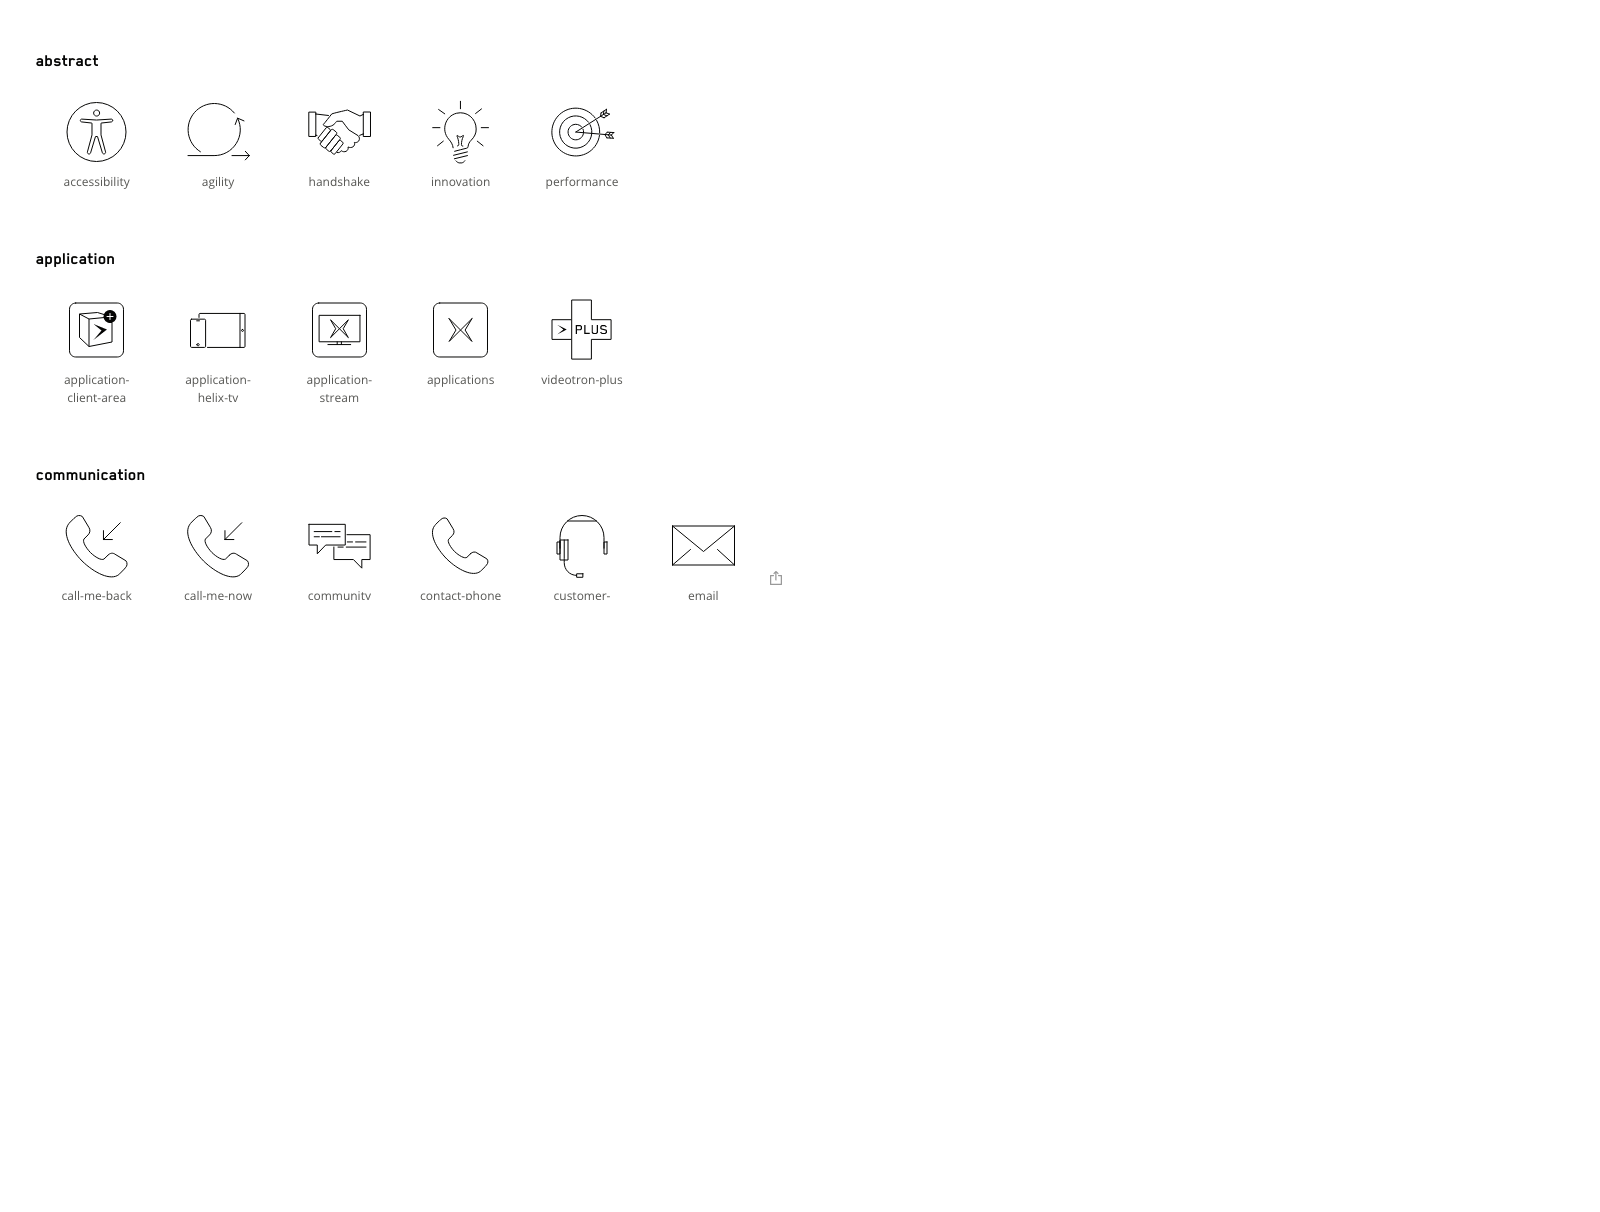 abstract
accessibility
agility
handshake
innovation
performance
application
PLUS
application-
client-area
application-
helix-tv
application-
stream
applications
videotron-plus
communication
call-me-back
call-me-now
community
contact-phone
customer-
email